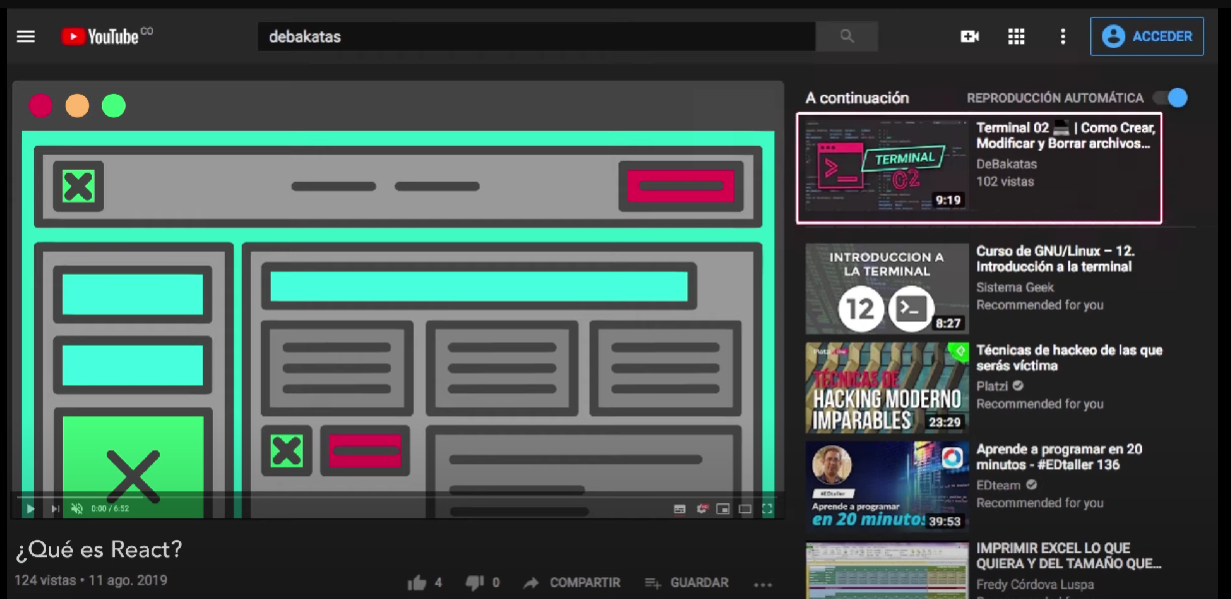 YouTube CO
debakatas
ACCEDER
A continuación
REPRODUCCIÓN AUTOMÁTICA
TERMINAL
02
9:19
Terminal 02 💻 | Como Crear,
Modificar y Borrar archivos...
DeBakatas
102 vistas
INTRODUCCION A
LA TERMINAL
12
8:27
Curso de GNU/Linux – 12.
Introducción a la terminal
Sistema Geek
Recommended for you
TÉCNICAS DE
HACKING MODERNO
IMPARABLES
23:29
Técnicas de hackeo de las que
serás víctima
Platzi
Recommended for you
#EDtaller
Aprende a programar
en 20 minutos
39:53
Aprende a programar en 20
minutos - #EDtaller 136
EDteam
Recommended for you
IMPRIMIR EXCEL LO QUE
QUIERA Y DEL TAMAÑO QUE...
Fredy Córdova Luspa
0:00 / 6:52
¿Qué es React?
124 vistas • 11 ago. 2019
4
0
COMPARTIR
GUARDAR